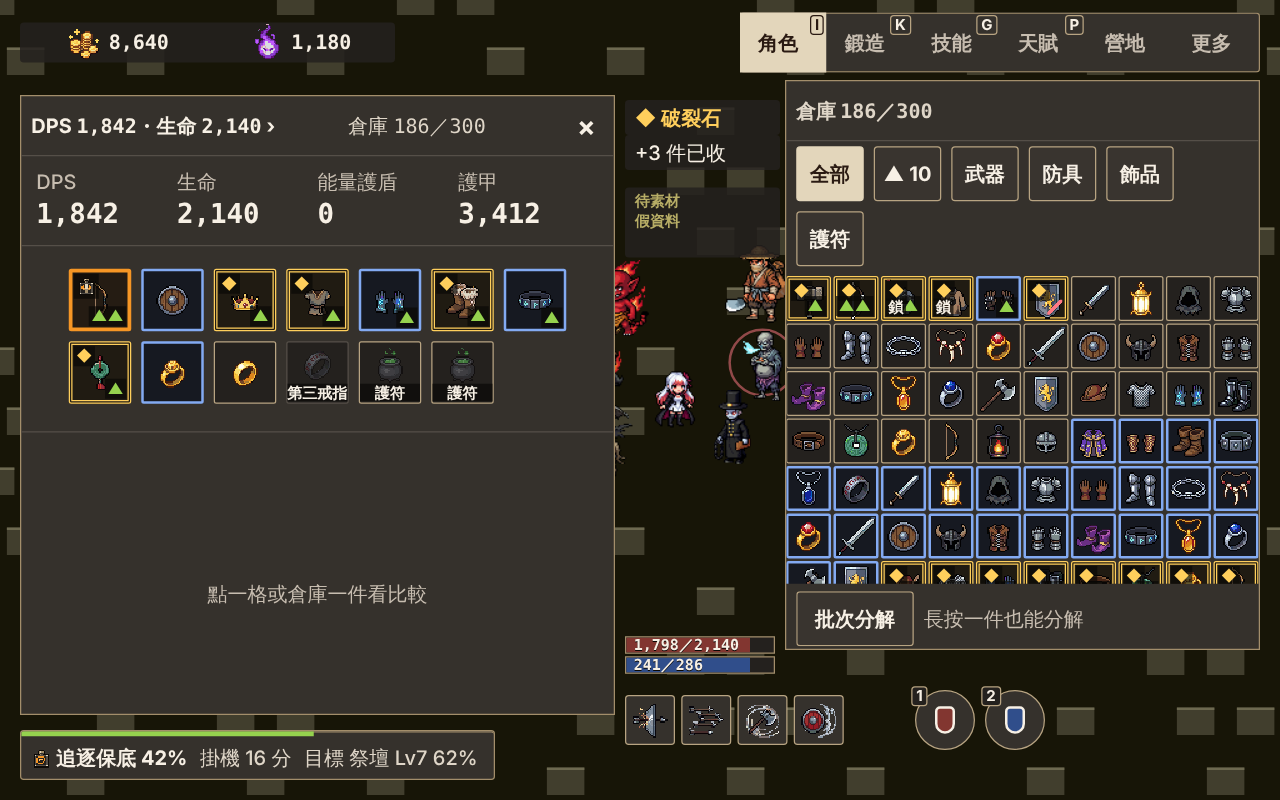 8,640
1,180
角色 I
鍛造 K
技能 G
天賦 P
營地
更多
DPS 1,842 · 生命 2,140 ›
倉庫 186／300
×
DPS
生命
能量護盾
護甲
1,842
2,140
0
3,412
第三戒指
護符
護符
點一格或倉庫一件看比較
破裂石
+3 件已收
待素材
假資料
倉庫 186／300
全部
▲ 10
武器
防具
飾品
護符
鎖
鎖
批次分解
長按一件也能分解
1,798／2,140
241／286
1
2
追逐保底 42% 掛機 16 分 目標 祭壇 Lv7 62%